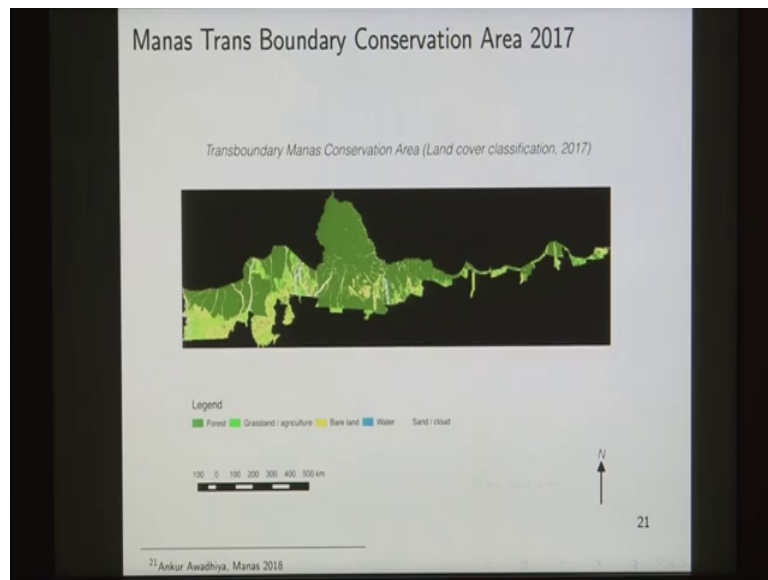 Manas Trans Boundary Conservation Area 2017
Transboundary Manas Conservation Area (Land cover classification, 2017)
Legend
Forest Grassland / agriculture Bare land Water Sand / cloud
100 0 100 200 300 400 500 km
N
21
21 Ankur Awadhiya, Manas 2018